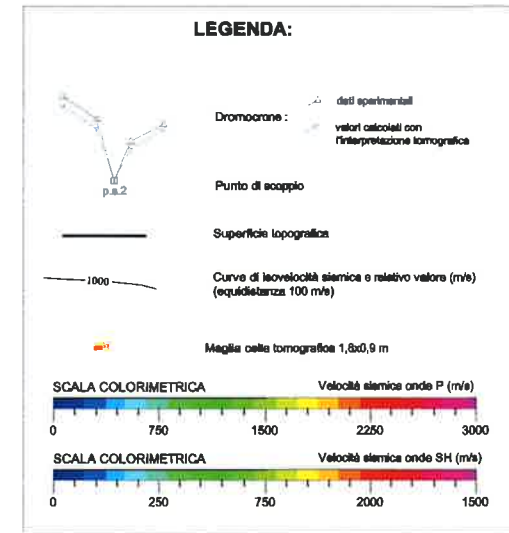 LEGENDA:
Dromocrone :
dati sperimentali
valori calcolati con
l'interpretazione tomografica
p.s.2
Punto di scoppio
Superficie topografica
1000
Curve di isovelocità sismica e relativo valore (m/s)
(equidistanza 100 m/s)
Maglia celle tomografica 1,8x0,9 m
SCALA COLORIMETRICA Velocità sismica onde P (m/s)
0 750 1500 2250 3000
SCALA COLORIMETRICA Velocità sismica onde SH (m/s)
0 250 750 2000 1500